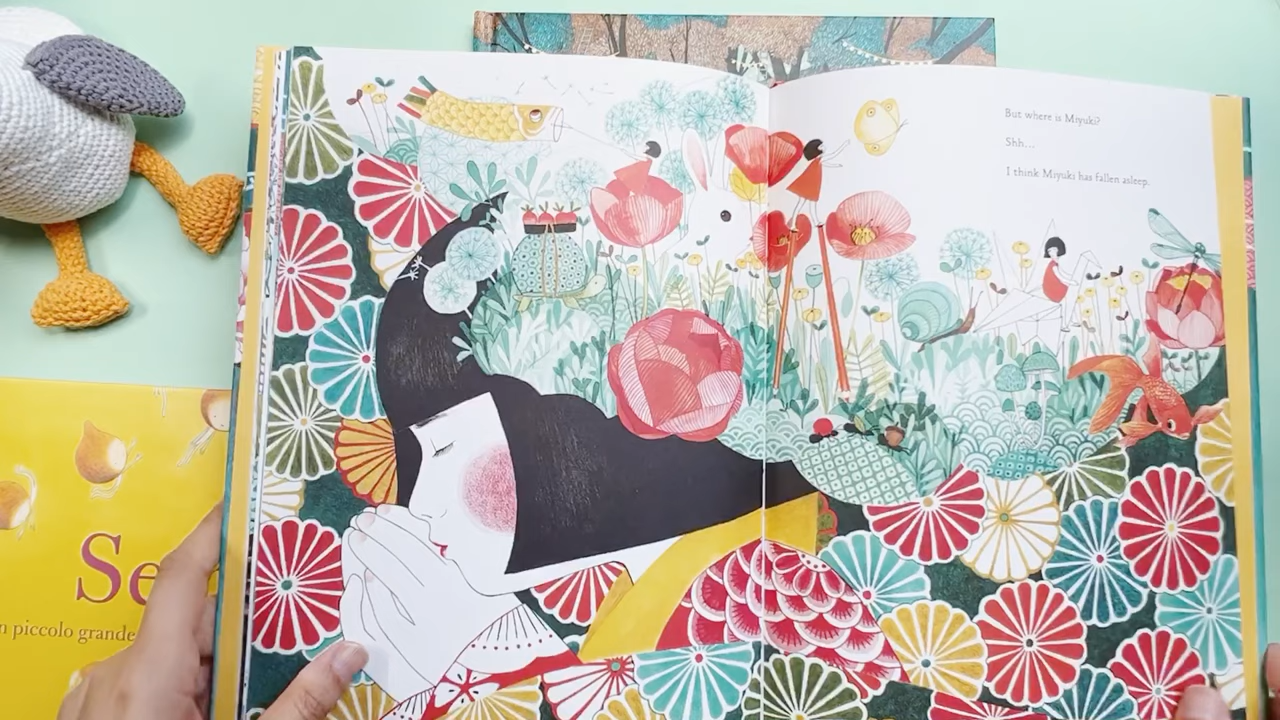 But where is Miyuki?
Shh...
I think Miyuki has fallen asleep.
Se
n piccolo grande